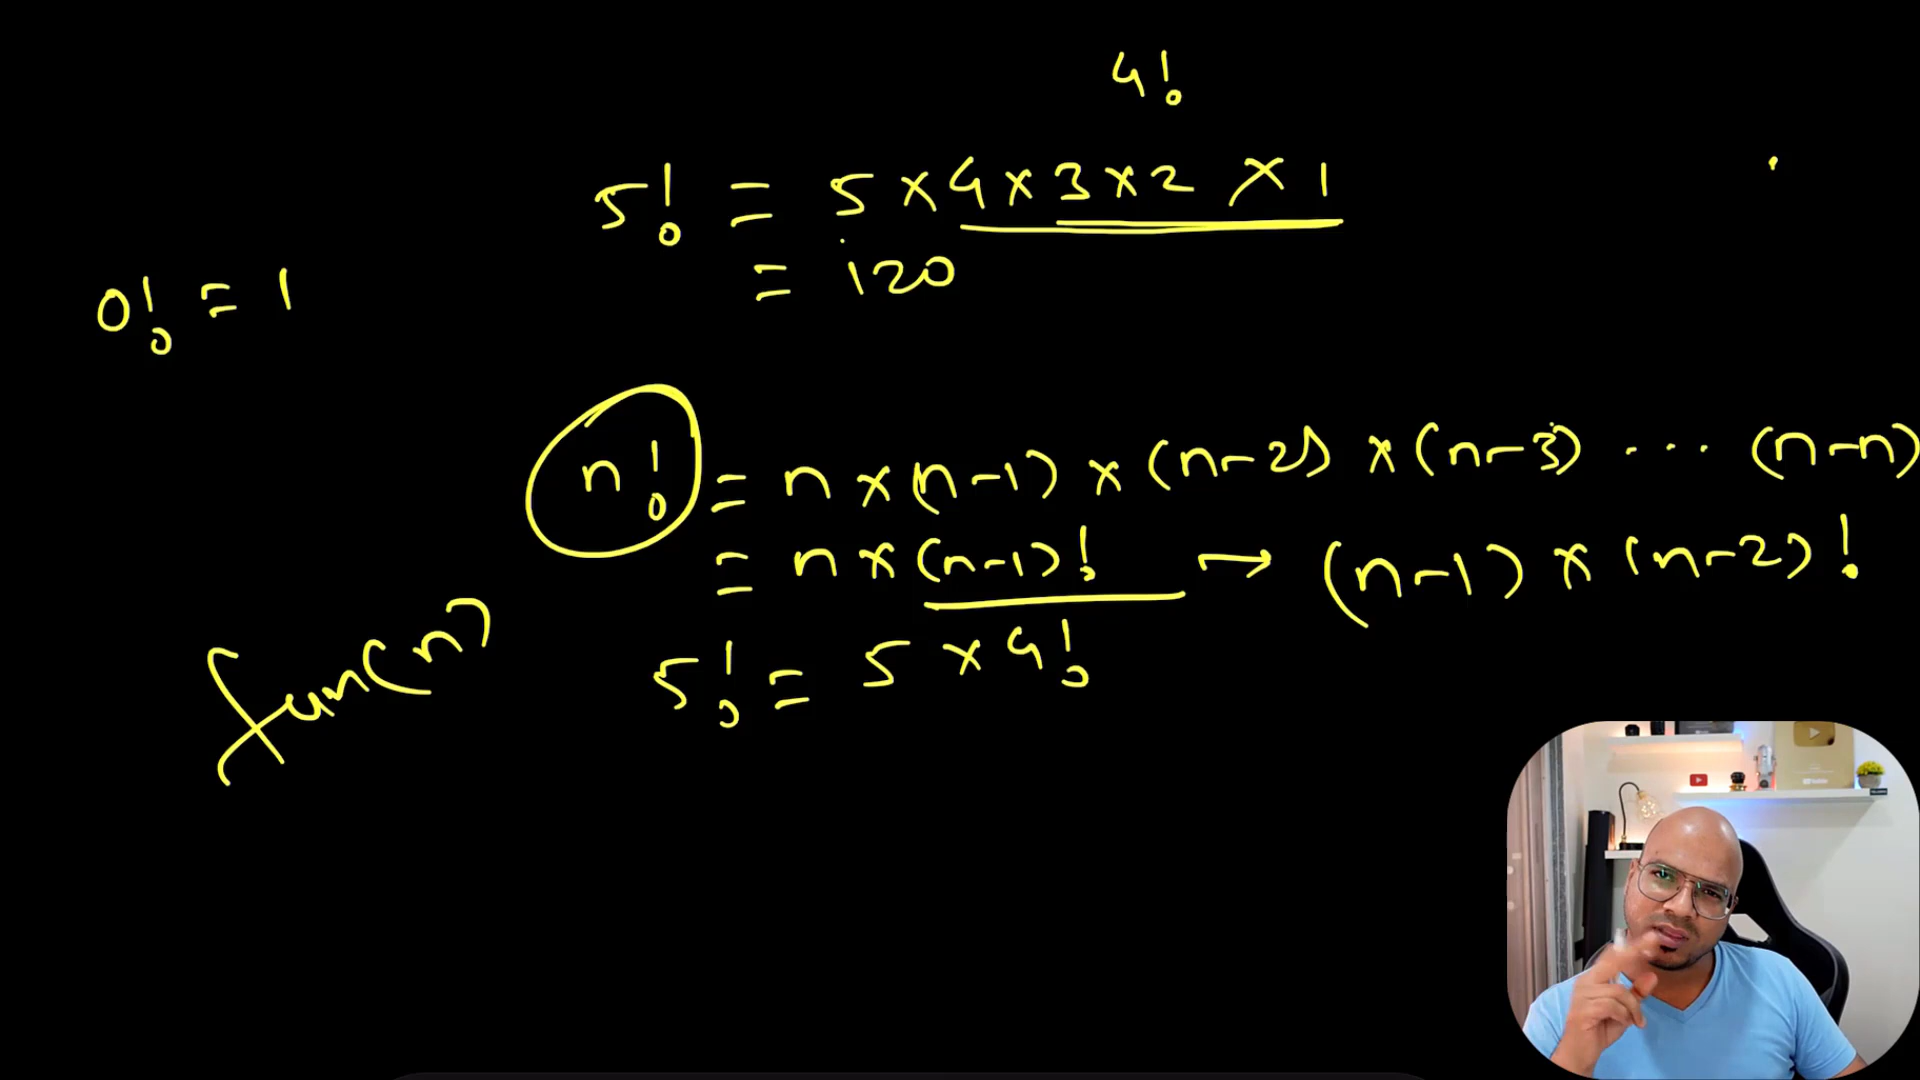 4!
5! = 5 × 4 × 3 × 2 × 1
= 120
0! = 1
n! = n × (n-1) × (n-2) × (n-3) ... (n-n)
= n × (n-1)! → (n-1) × (n-2)!
fun(n)
5! = 5 × 4!